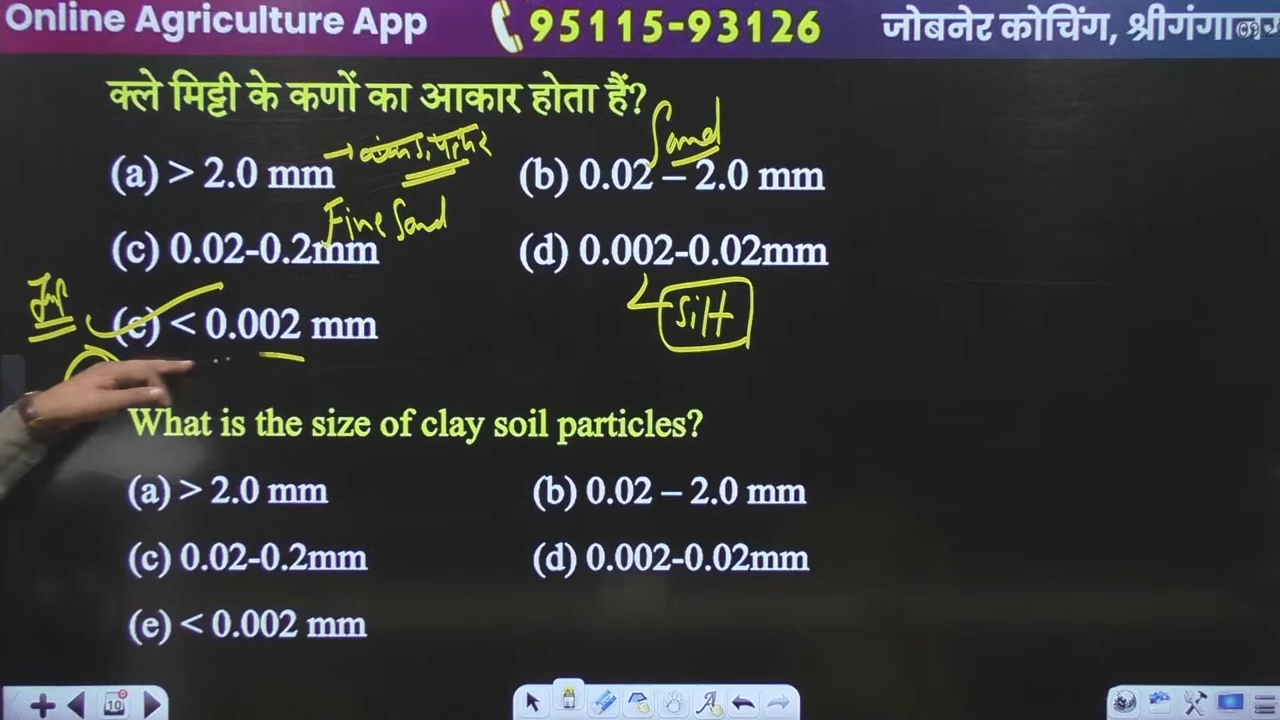 Online Agriculture App 95115-93126 जोबनेर कोचिंग, श्रीगंगा
क्ले मिट्टी के कणों का आकार होता हैं?
Sand
(a) > 2.0 mm (b) 0.02 – 2.0 mm
Fine Sand
(c) 0.02-0.2mm (d) 0.002-0.02mm
Imp
Silt
(e) < 0.002 mm
What is the size of clay soil particles?
(a) > 2.0 mm (b) 0.02 – 2.0 mm
(c) 0.02-0.2mm (d) 0.002-0.02mm
(e) < 0.002 mm
10